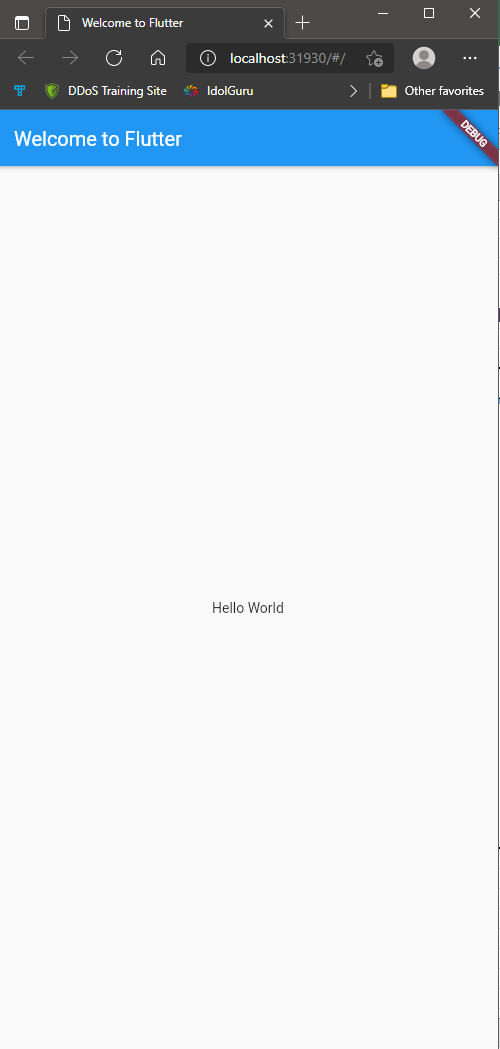 Welcome to Flutter
localhost:31930/#/
DDoS Training Site IdolGuru Other favorites
Welcome to Flutter
DEBUG
Hello World